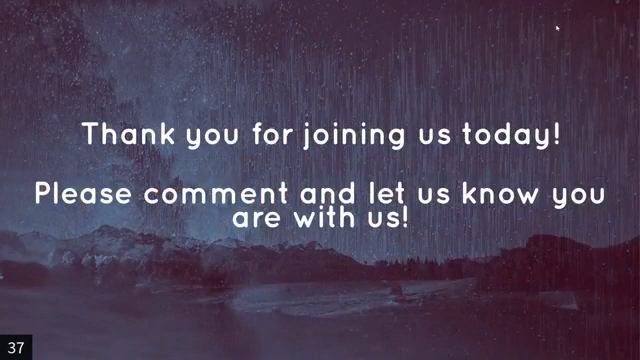 Thank you for joining us today!
Please comment and let us know you
are with us!
37